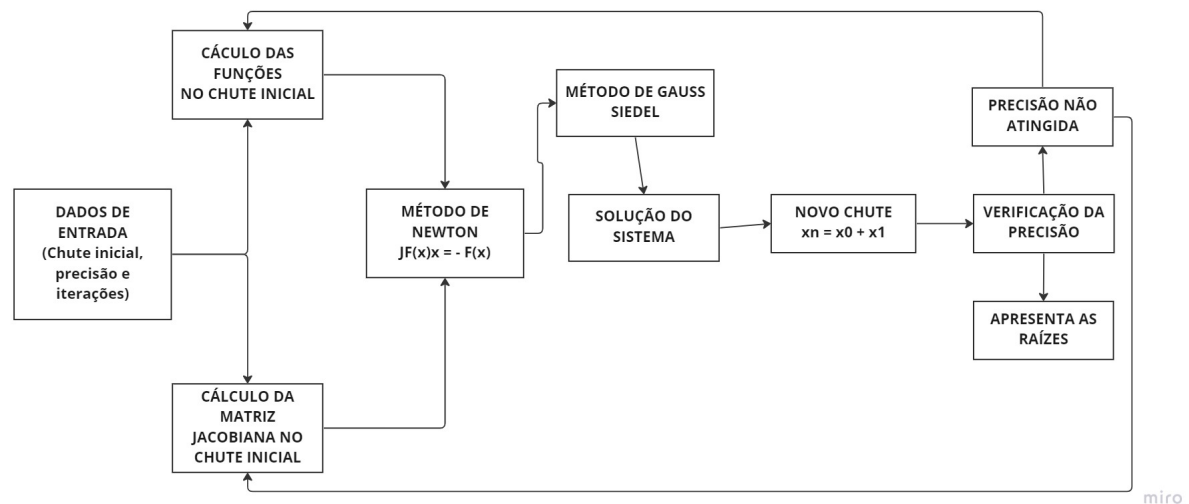 CÁCULO DAS
FUNÇÕES
NO CHUTE INICIAL
DADOS DE
ENTRADA
(Chute inicial,
precisão e
iterações)
CÁLCULO DA
MATRIZ
JACOBIANA NO
CHUTE INICIAL
MÉTODO DE
NEWTON
JF(x)x = - F(x)
MÉTODO DE GAUSS
SIEDEL
SOLUÇÃO DO
SISTEMA
NOVO CHUTE
xn = x0 + x1
VERIFICAÇÃO DA
PRECISÃO
PRECISÃO NÃO
ATINGIDA
APRESENTA AS
RAÍZES
miro